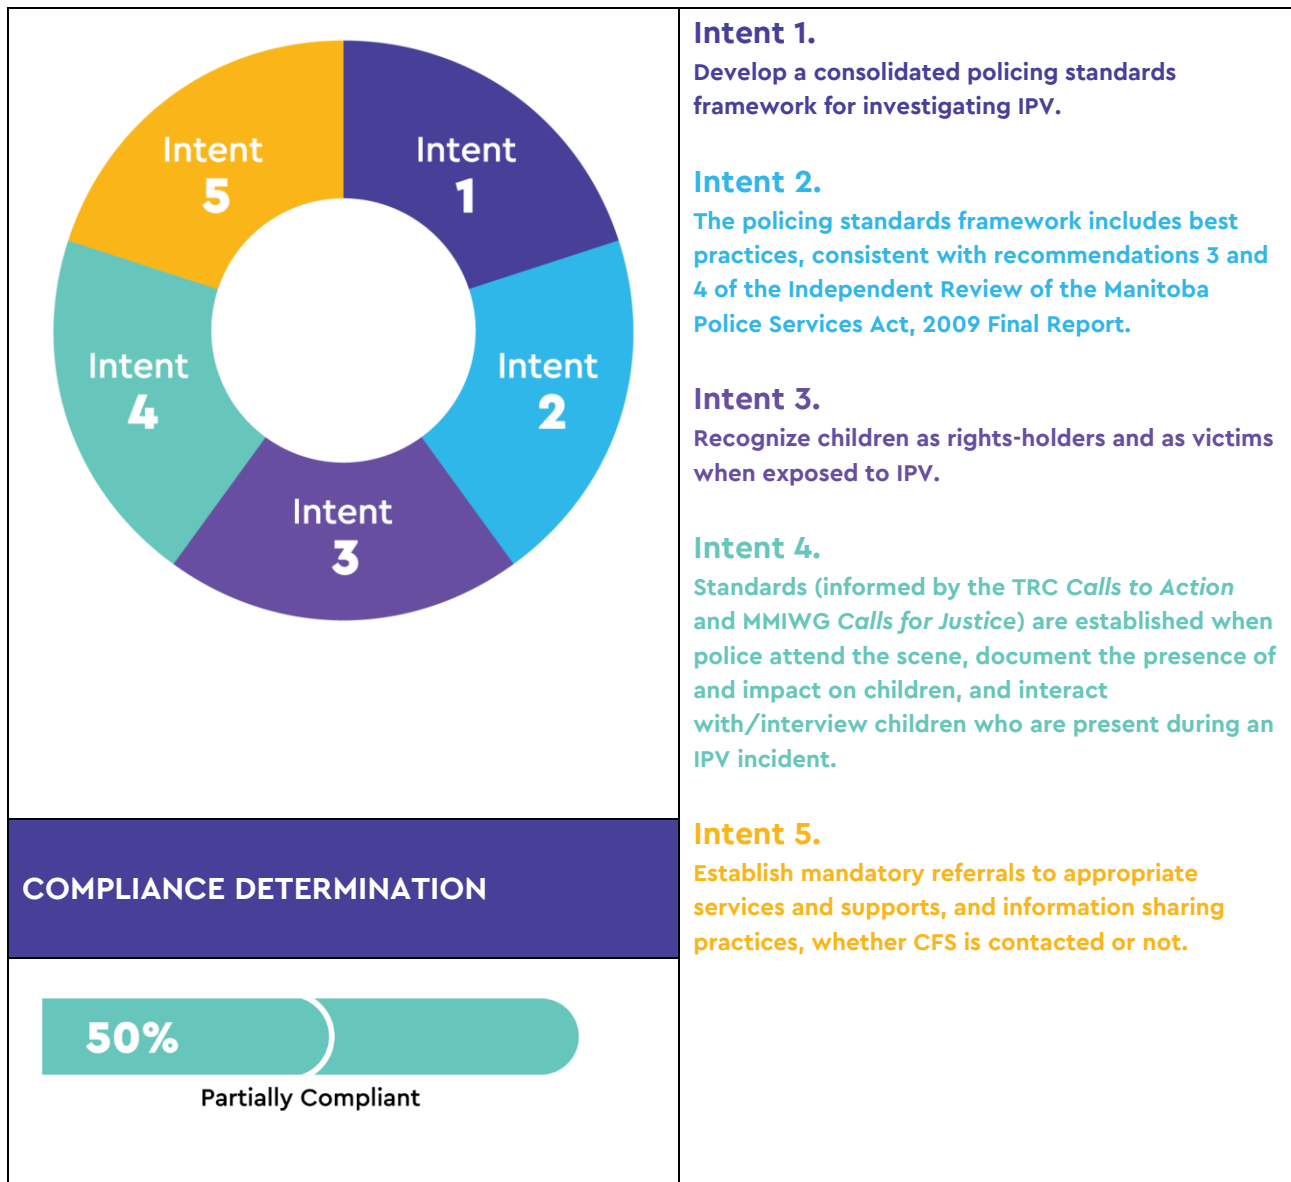 Intent
1
Intent
2
Intent
3
Intent
4
Intent
5
COMPLIANCE DETERMINATION
50%
Partially Compliant
Intent 1.
Develop a consolidated policing standards
framework for investigating IPV.
Intent 2.
The policing standards framework includes best
practices, consistent with recommendations 3 and
4 of the Independent Review of the Manitoba
Police Services Act, 2009 Final Report.
Intent 3.
Recognize children as rights-holders and as victims
when exposed to IPV.
Intent 4.
Standards (informed by the TRC Calls to Action
and MMIWG Calls for Justice) are established when
police attend the scene, document the presence of
and impact on children, and interact
with/interview children who are present during an
IPV incident.
Intent 5.
Establish mandatory referrals to appropriate
services and supports, and information sharing
practices, whether CFS is contacted or not.